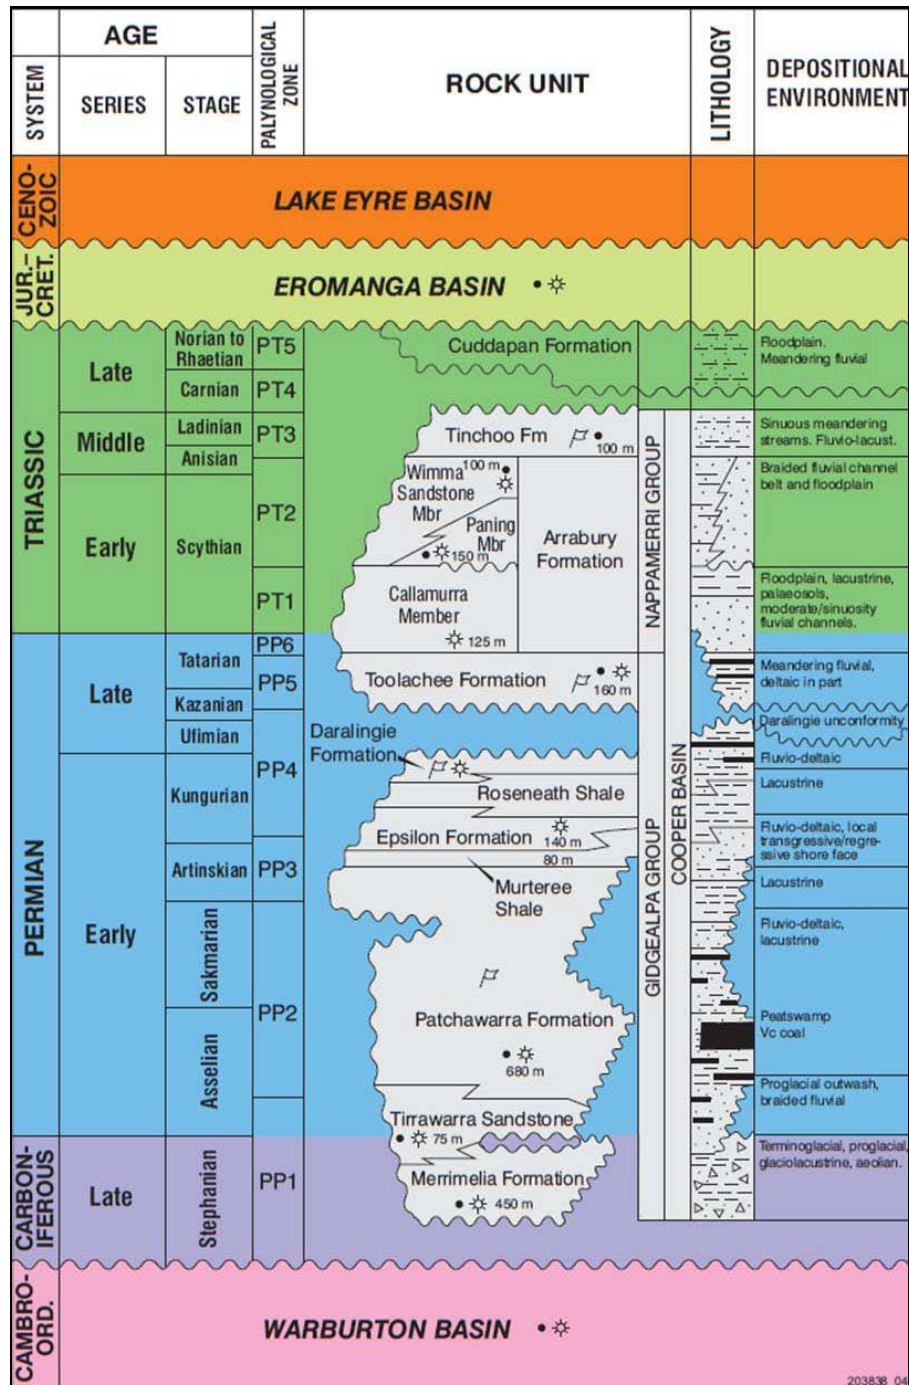 AGE
SYSTEM
SERIES
STAGE
PALYNOLOGICAL
ZONE
ROCK UNIT
LITHOLOGY
DEPOSITIONAL
ENVIRONMENT
CENO-
ZOIC
LAKE EYRE BASIN
JUR.–
CRET.
EROMANGA BASIN
TRIASSIC
Late
Norian to
Rhaetian
PT5
Cuddapan Formation
Floodplain.
Meandering fluvial
Carnian
PT4
Middle
Ladinian
PT3
Anisian
Tinchoo Fm
100 m
Sinuous meandering
streams. Fluvio-lacust.
Early
Scythian
PT2
Wimma
100 m
Sandstone
Mbr
Paning
Mbr
150 m
Arrabury
Formation
NAPPAMERRI GROUP
Braided fluvial channel
belt and floodplain
PT1
Callamurra
Member
125 m
Floodplain, lacustrine,
palaeosols,
moderate/sinuosity
fluvial channels.
PERMIAN
Late
Tatarian
PP6
PP5
Toolachee Formation
160 m
Meandering fluvial,
deltaic in part
Kazanian
Ufimian
Daralingie unconformity
Daralingie
Formation
PP4
Fluvio-deltaic
Early
Kungurian
Roseneath Shale
Lacustrine
Epsilon Formation
140 m
80 m
Fluvio-deltaic, local
transgressive/regre-
ssive shore face
Artinskian
PP3
Murteree
Shale
Lacustrine
GIDGEALPA GROUP
COOPER BASIN
Sakmarian
PP2
Fluvio-deltaic,
lacustrine
Asselian
Patchawarra Formation
680 m
Peatswamp
Vc coal
Tirrawarra Sandstone
75 m
Proglacial outwash,
braided fluvial
CARBON-
IFEROUS
Late
Stephanian
PP1
Merrimelia Formation
450 m
Terminoglacial, proglacial,
glaciolacustrine, aeolian.
CAMBRO-
ORD.
WARBURTON BASIN
203838_04